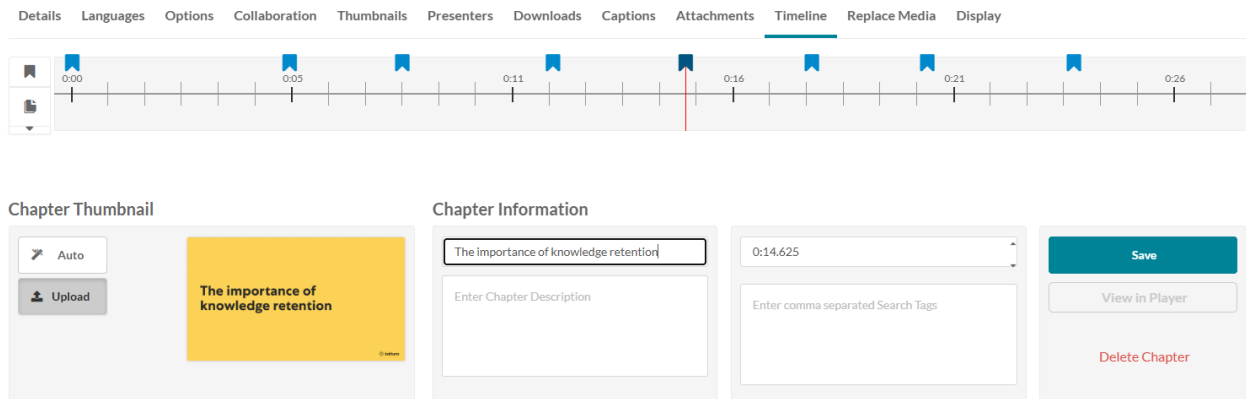 Details Languages Options Collaboration Thumbnails Presenters Downloads Captions Attachments Timeline Replace Media Display
0:00 0:05 0:11 0:16 0:21 0:26
Chapter Thumbnail
Chapter Information
Auto
Upload
The importance of
knowledge retention
The importance of knowledge retention
Enter Chapter Description
0:14.625
Enter comma separated Search Tags
Save
View in Player
Delete Chapter